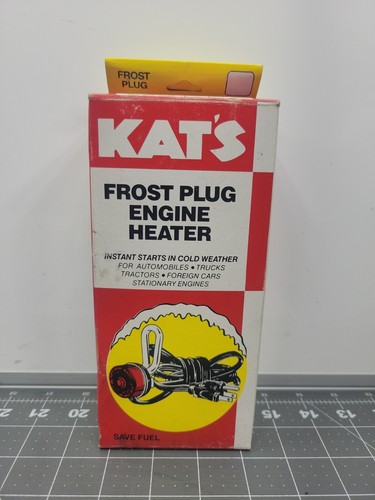 FROST
PLUG
KAT'S
FROST PLUG
ENGINE
HEATER
INSTANT STARTS IN COLD WEATHER
FOR AUTOMOBILES • TRUCKS
TRACTORS • FOREIGN CARS
STATIONARY ENGINES
SAVE FUEL
22 21 20 15 14 13